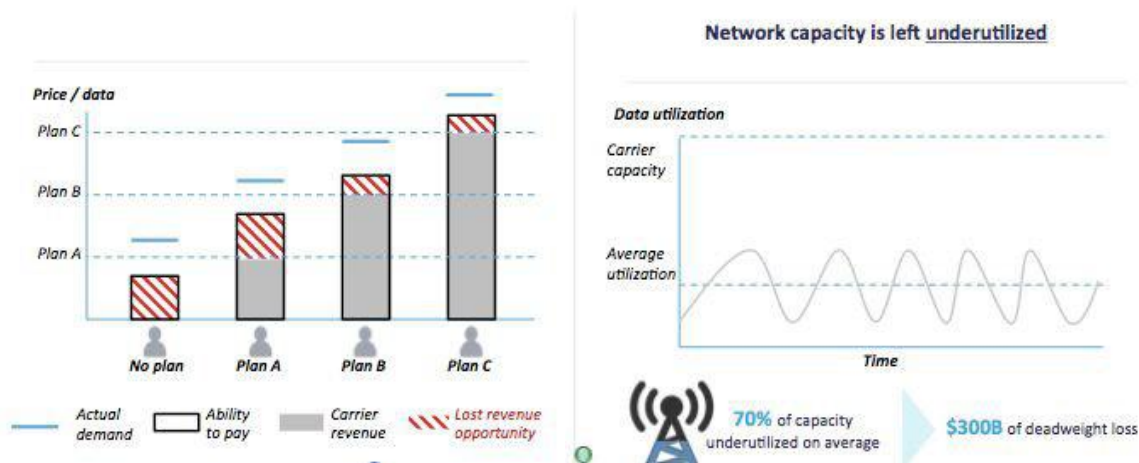 Network capacity is left underutilized
Price / data
Plan C
Plan B
Plan A
No plan
Plan A
Plan B
Plan C
Actual
demand
Ability
to pay
Carrier
revenue
Lost revenue
opportunity
Data utilization
Carrier
capacity
Average
utilization
Time
70% of capacity
underutilized on average
$300B of deadweight loss